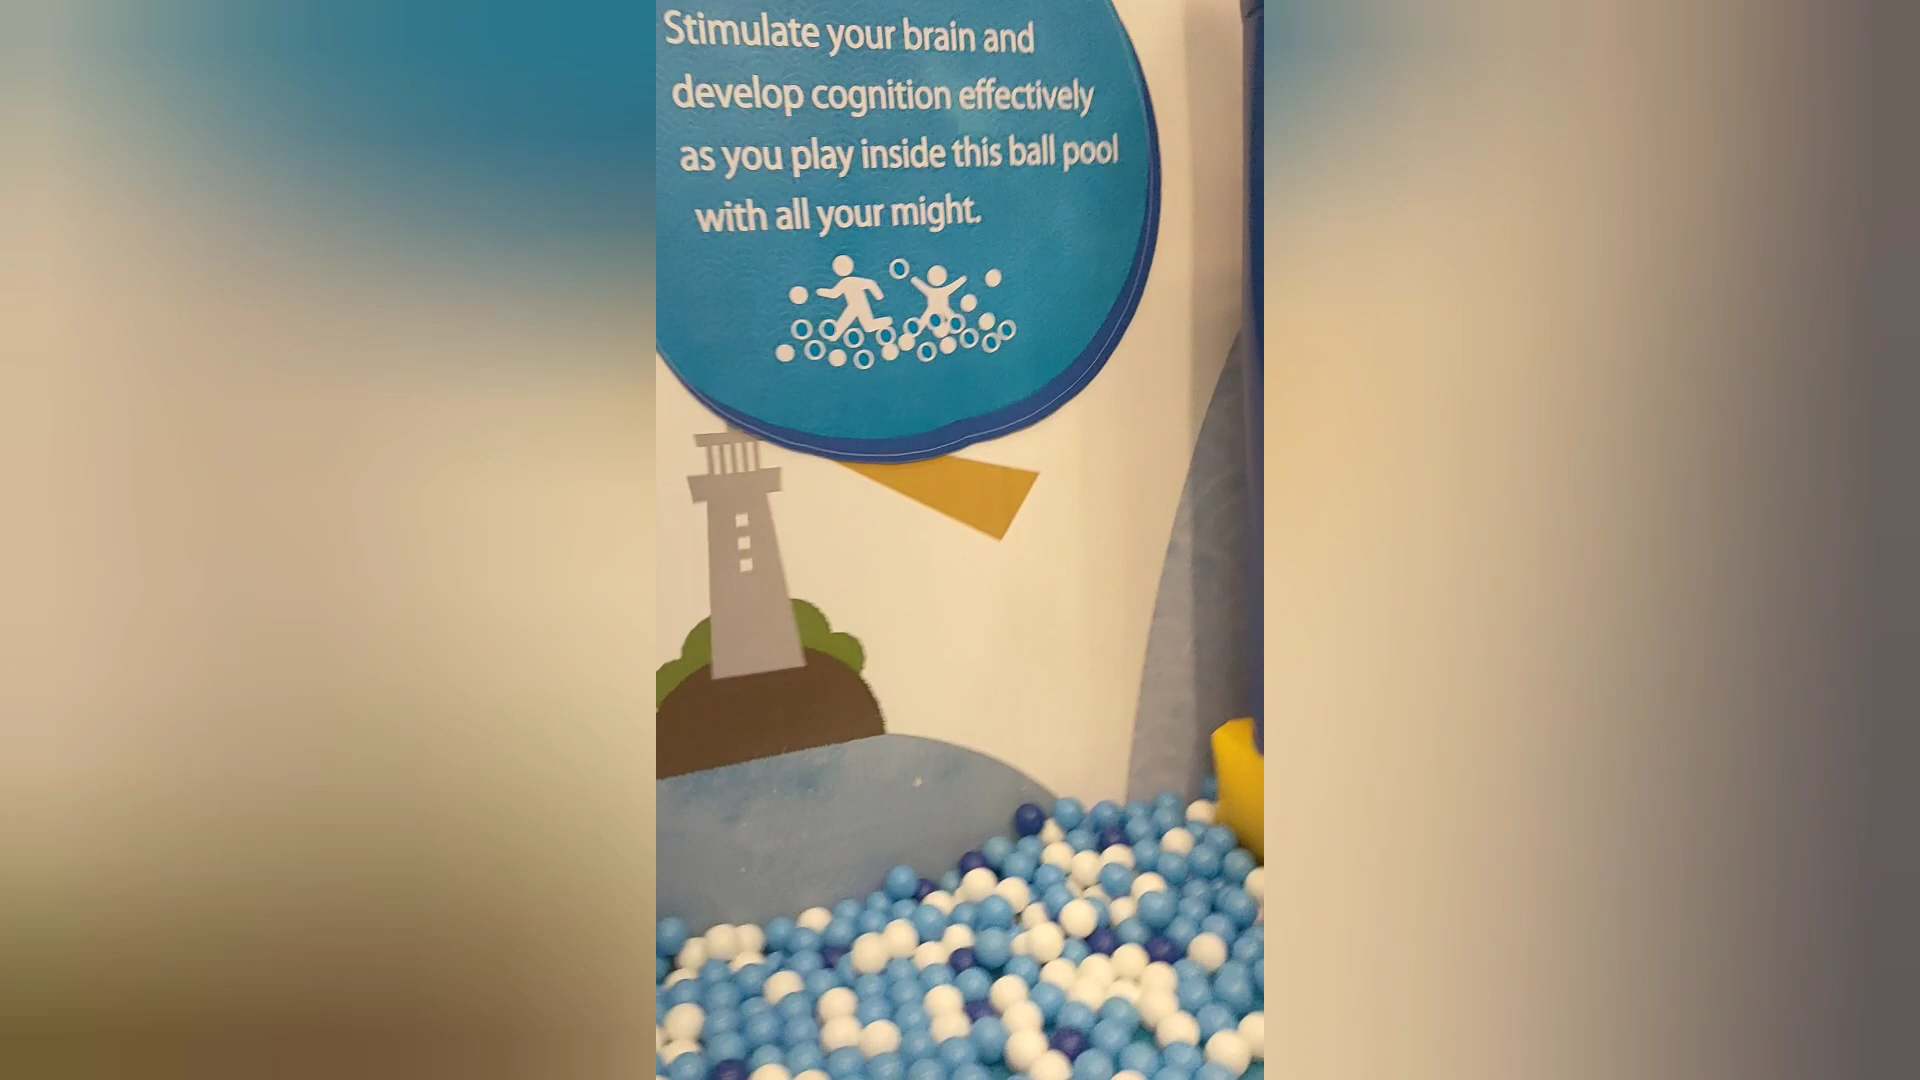 Stimulate your brain and
develop cognition effectively
as you play inside this ball pool
with all your might.